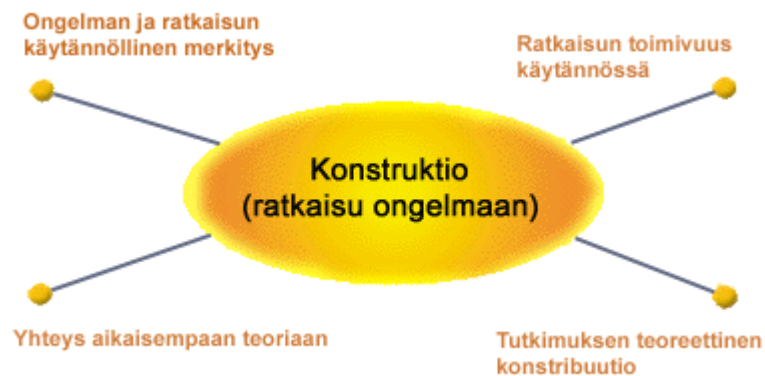 Ongelman ja ratkaisun
käytännöllinen merkitys
Ratkaisun toimivuus
käytännössä
Konstruktio
(ratkaisu ongelmaan)
Yhteys aikaisempaan teoriaan
Tutkimuksen teoreettinen
konstribuutio